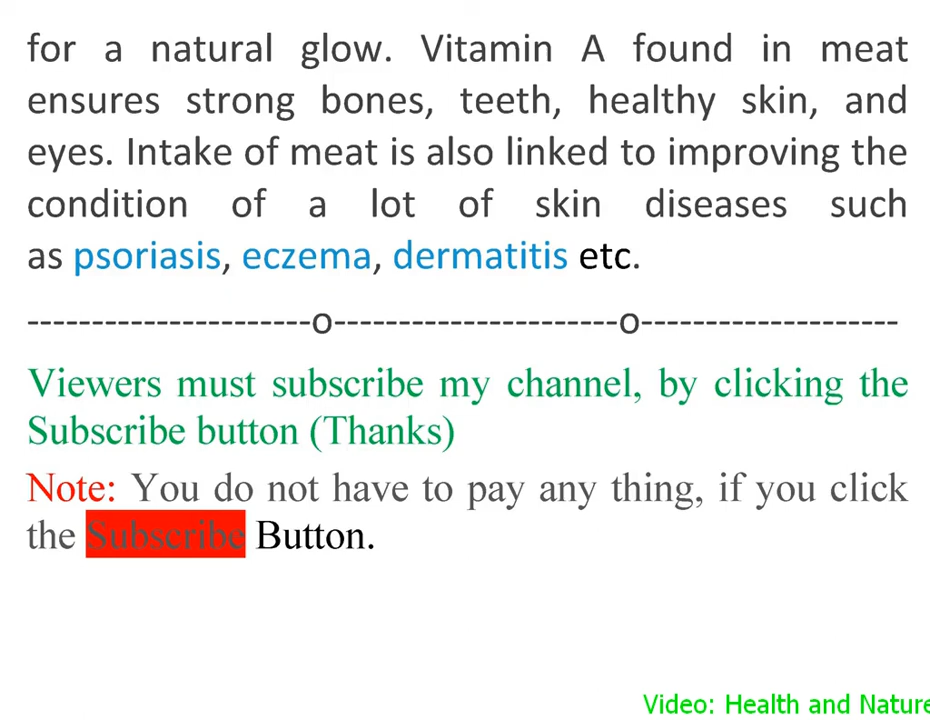 for a natural glow. Vitamin A found in meat
ensures strong bones, teeth, healthy skin, and
eyes. Intake of meat is also linked to improving the
condition of a lot of skin diseases such
as psoriasis, eczema, dermatitis etc.
----------------------o----------------------o--------------------
Viewers must subscribe my channel, by clicking the
Subscribe button (Thanks)
Note: You do not have to pay any thing, if you click
the Subscribe Button.
Video: Health and Nature